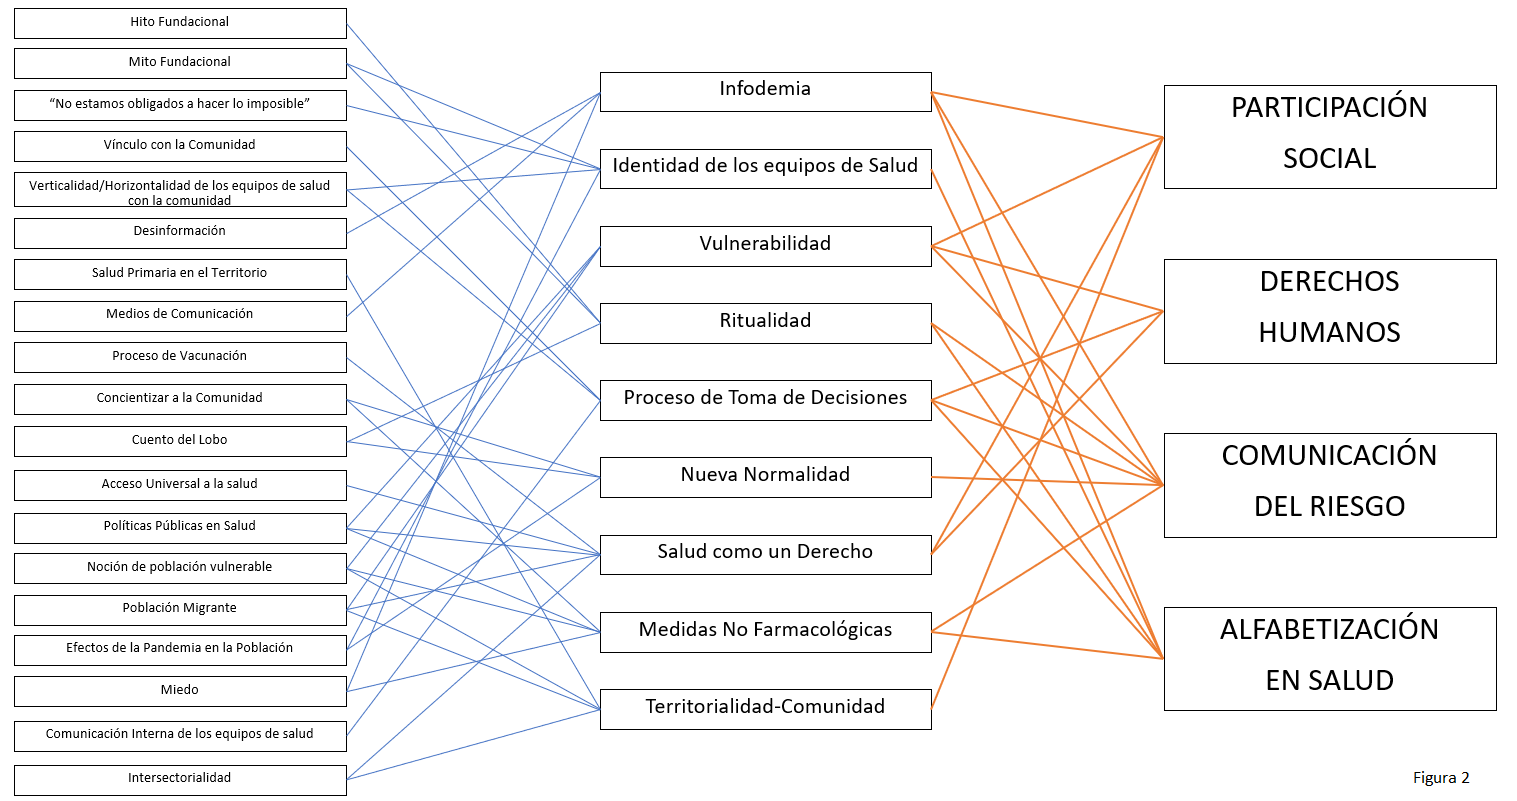 Hito Fundacional
Mito Fundacional
“No estamos obligados a hacer lo imposible”
Vínculo con la Comunidad
Verticalidad/Horizontalidad de los equipos de salud
con la comunidad
Desinformación
Salud Primaria en el Territorio
Medios de Comunicación
Proceso de Vacunación
Concientizar a la Comunidad
Cuento del Lobo
Acceso Universal a la salud
Políticas Públicas en Salud
Noción de población vulnerable
Población Migrante
Efectos de la Pandemia en la Población
Miedo
Comunicación Interna de los equipos de salud
Intersectorialidad
Infodemia
Identidad de los equipos de Salud
Vulnerabilidad
Ritualidad
Proceso de Toma de Decisiones
Nueva Normalidad
Salud como un Derecho
Medidas No Farmacológicas
Territorialidad-Comunidad
PARTICIPACIÓN
SOCIAL
DERECHOS
HUMANOS
COMUNICACIÓN
DEL RIESGO
ALFABETIZACIÓN
EN SALUD
Figura 2